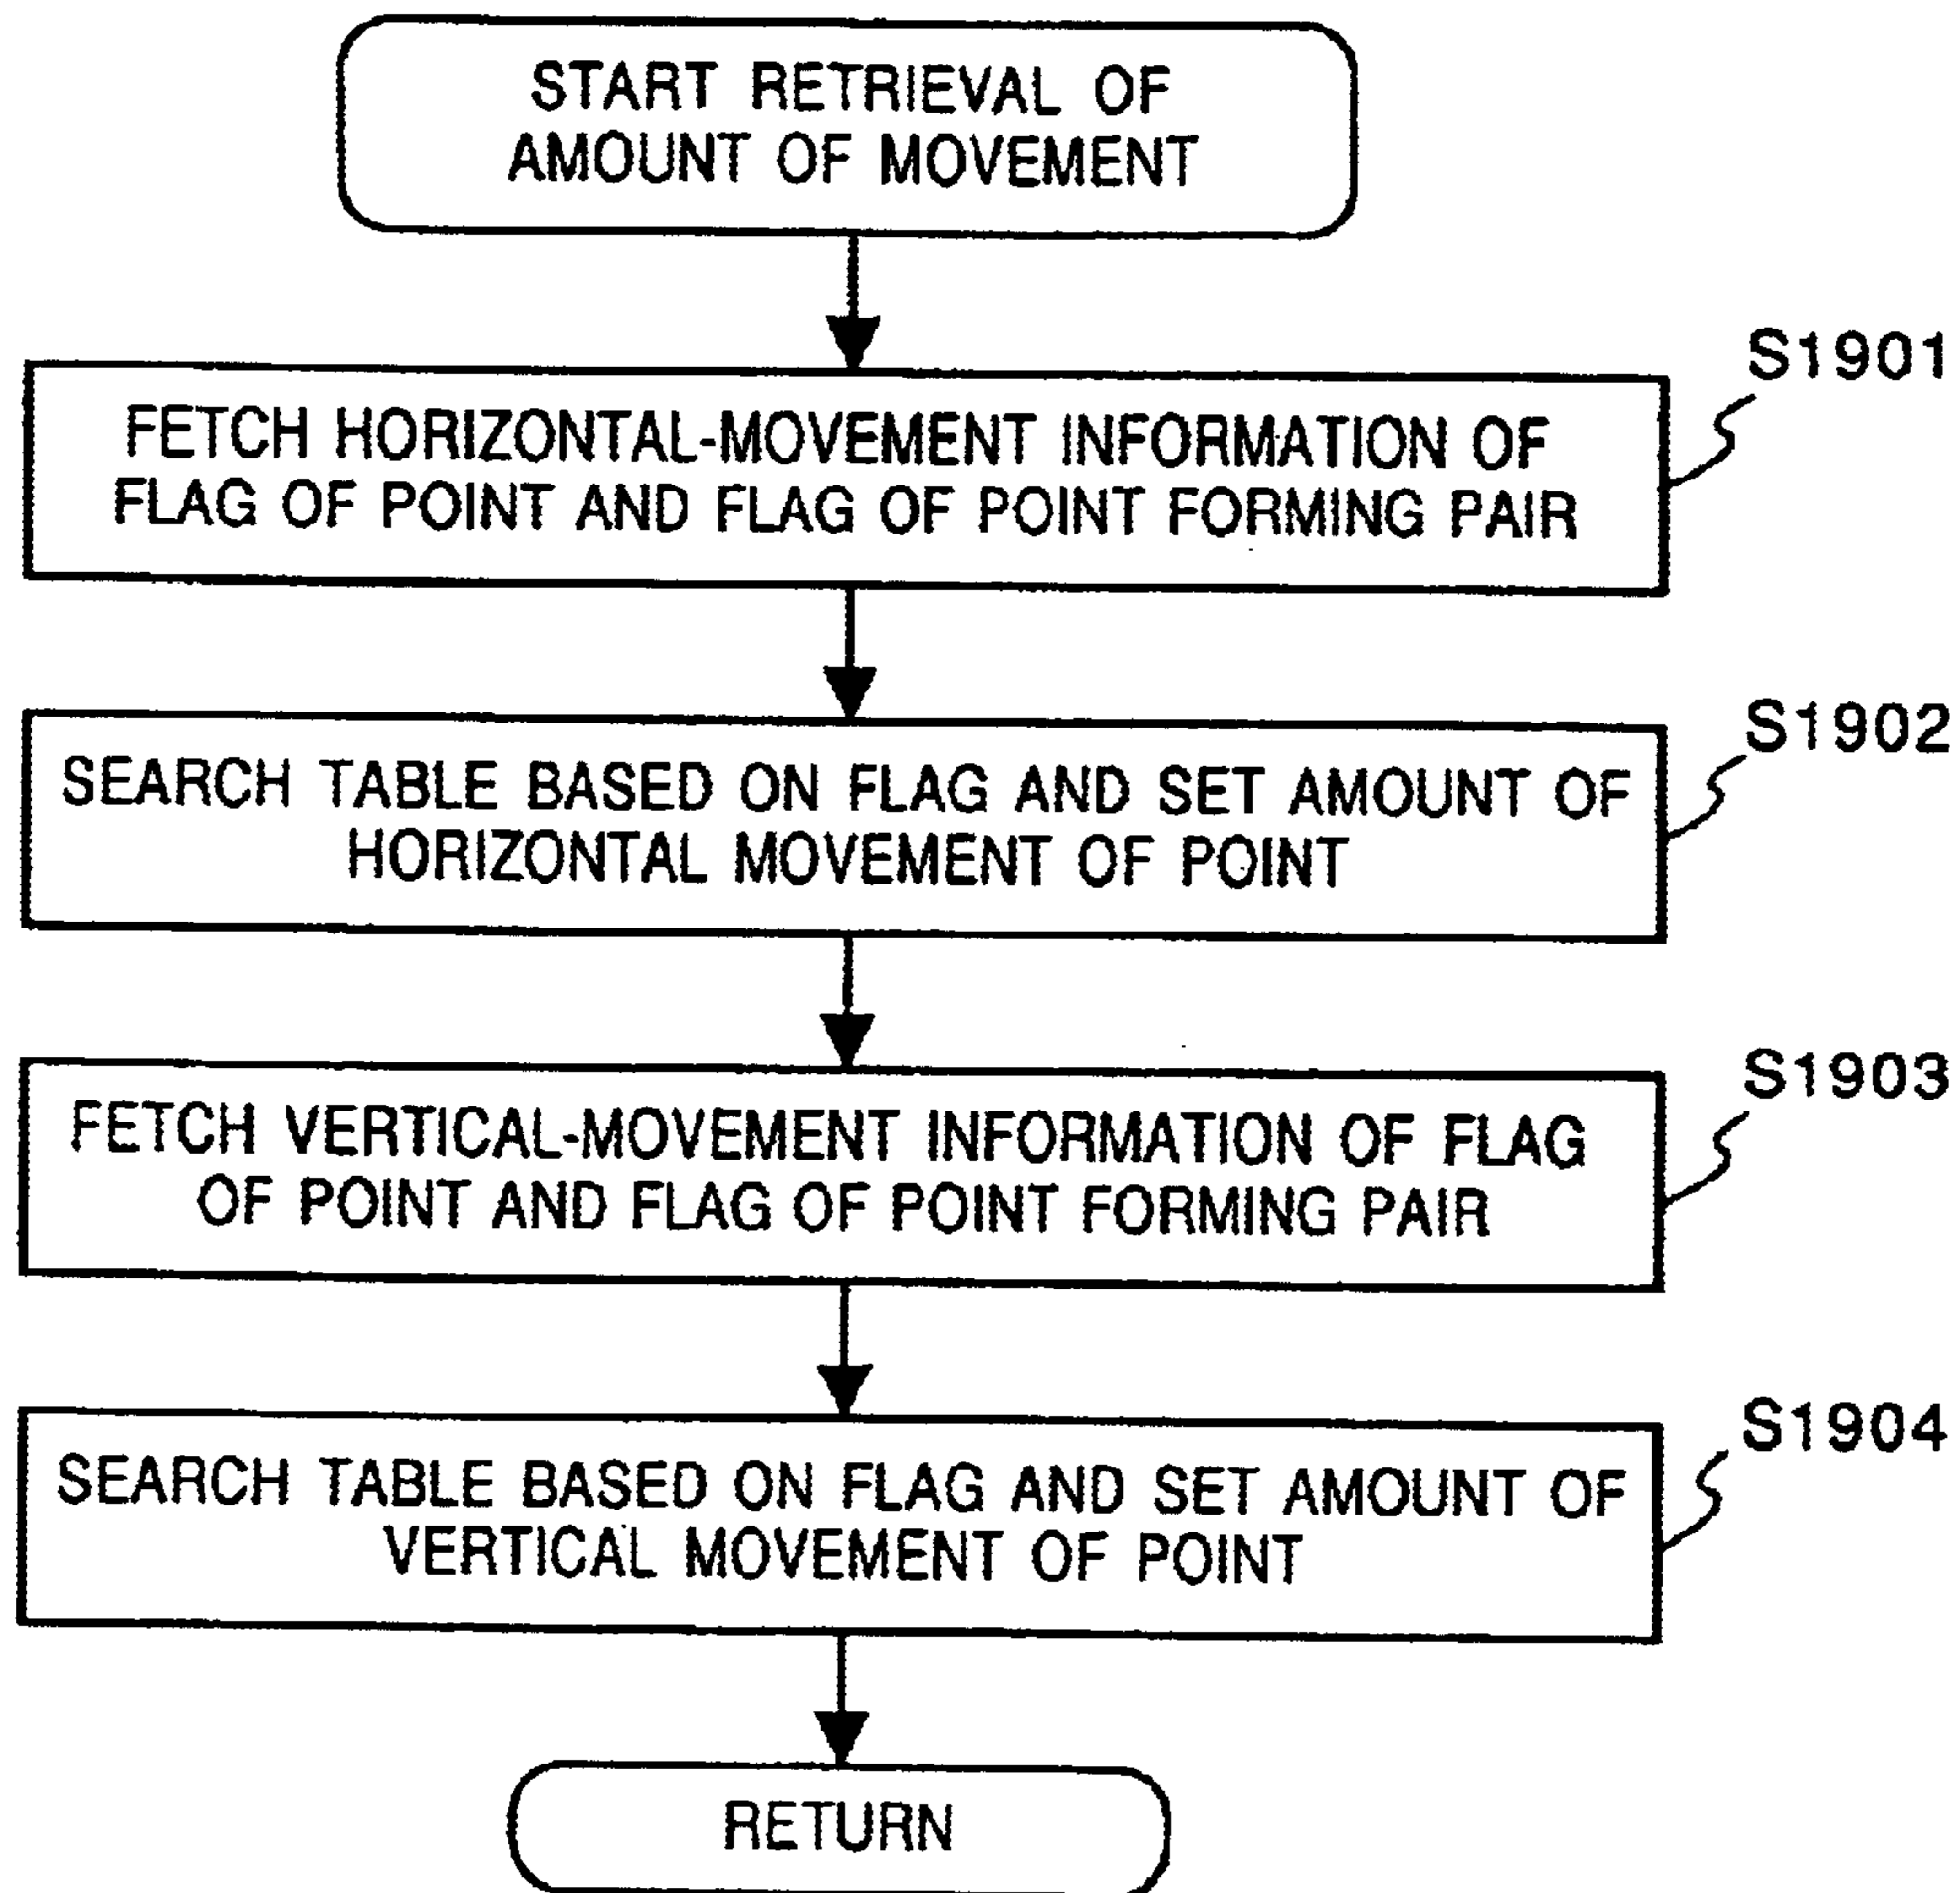 START RETRIEVAL OF
AMOUNT OF MOVEMENT
S1901
FETCH HORIZONTAL-MOVEMENT INFORMATION OF
FLAG OF POINT AND FLAG OF POINT FORMING PAIR
S1902
SEARCH TABLE BASED ON FLAG AND SET AMOUNT OF
HORIZONTAL MOVEMENT OF POINT
S1903
FETCH VERTICAL-MOVEMENT INFORMATION OF FLAG
OF POINT AND FLAG OF POINT FORMING PAIR
S1904
SEARCH TABLE BASED ON FLAG AND SET AMOUNT OF
VERTICAL MOVEMENT OF POINT
RETURN